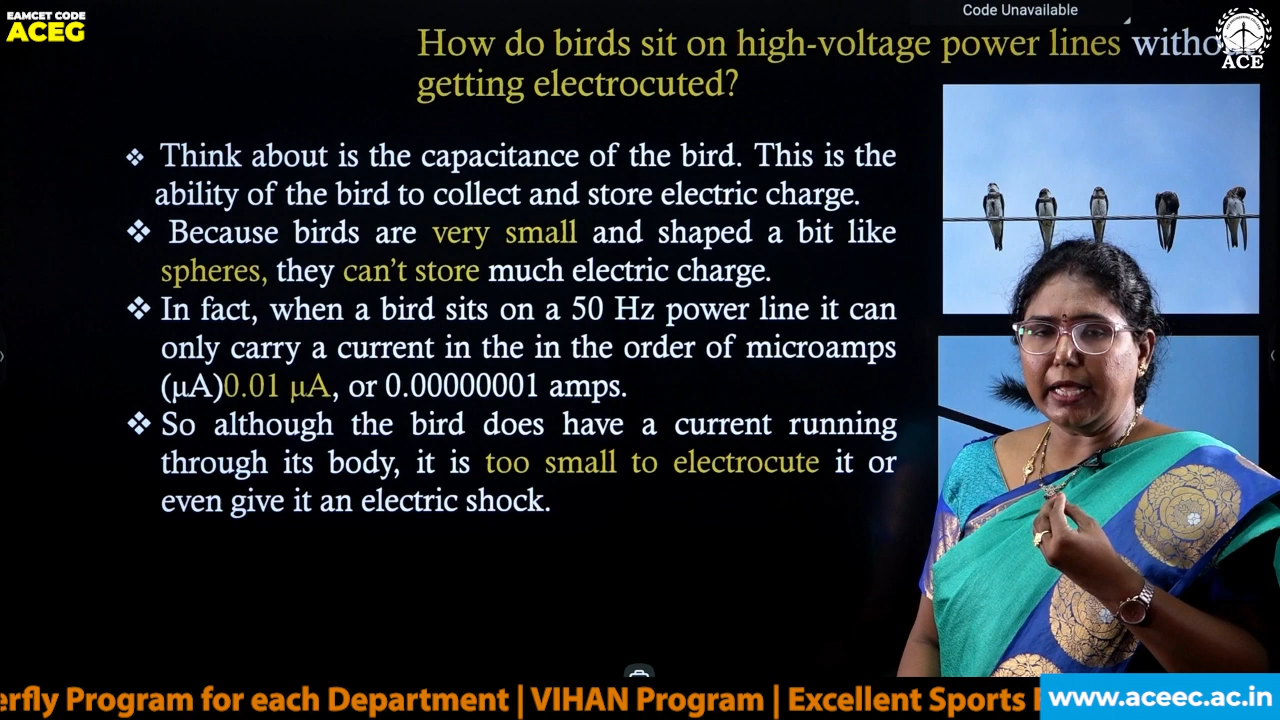 EAMCET CODE
ACEG
Code Unavailable
How do birds sit on high-voltage power lines
getting electrocuted?
ACE
❖ Think about is the capacitance of the bird. This is the
ability of the bird to collect and store electric charge.
❖ Because birds are very small and shaped a bit like
spheres, they can't store much electric charge.
❖ In fact, when a bird sits on a 50 Hz power line it can
only carry a current in the in the order of microamps
(µA)0.01 µA, or 0.00000001 amps.
❖ So although the bird does have a current running
through its body, it is too small to electrocute it or
even give it an electric shock.
erfly Program for each Department | VIHAN Program | Excellent Sports
www.aceec.ac.in